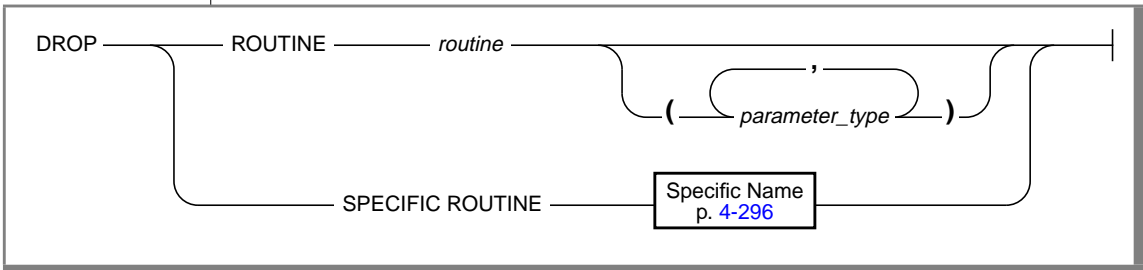 DROP ROUTINE routine
,
( parameter_type )
SPECIFIC ROUTINE Specific Name
p. 4-296